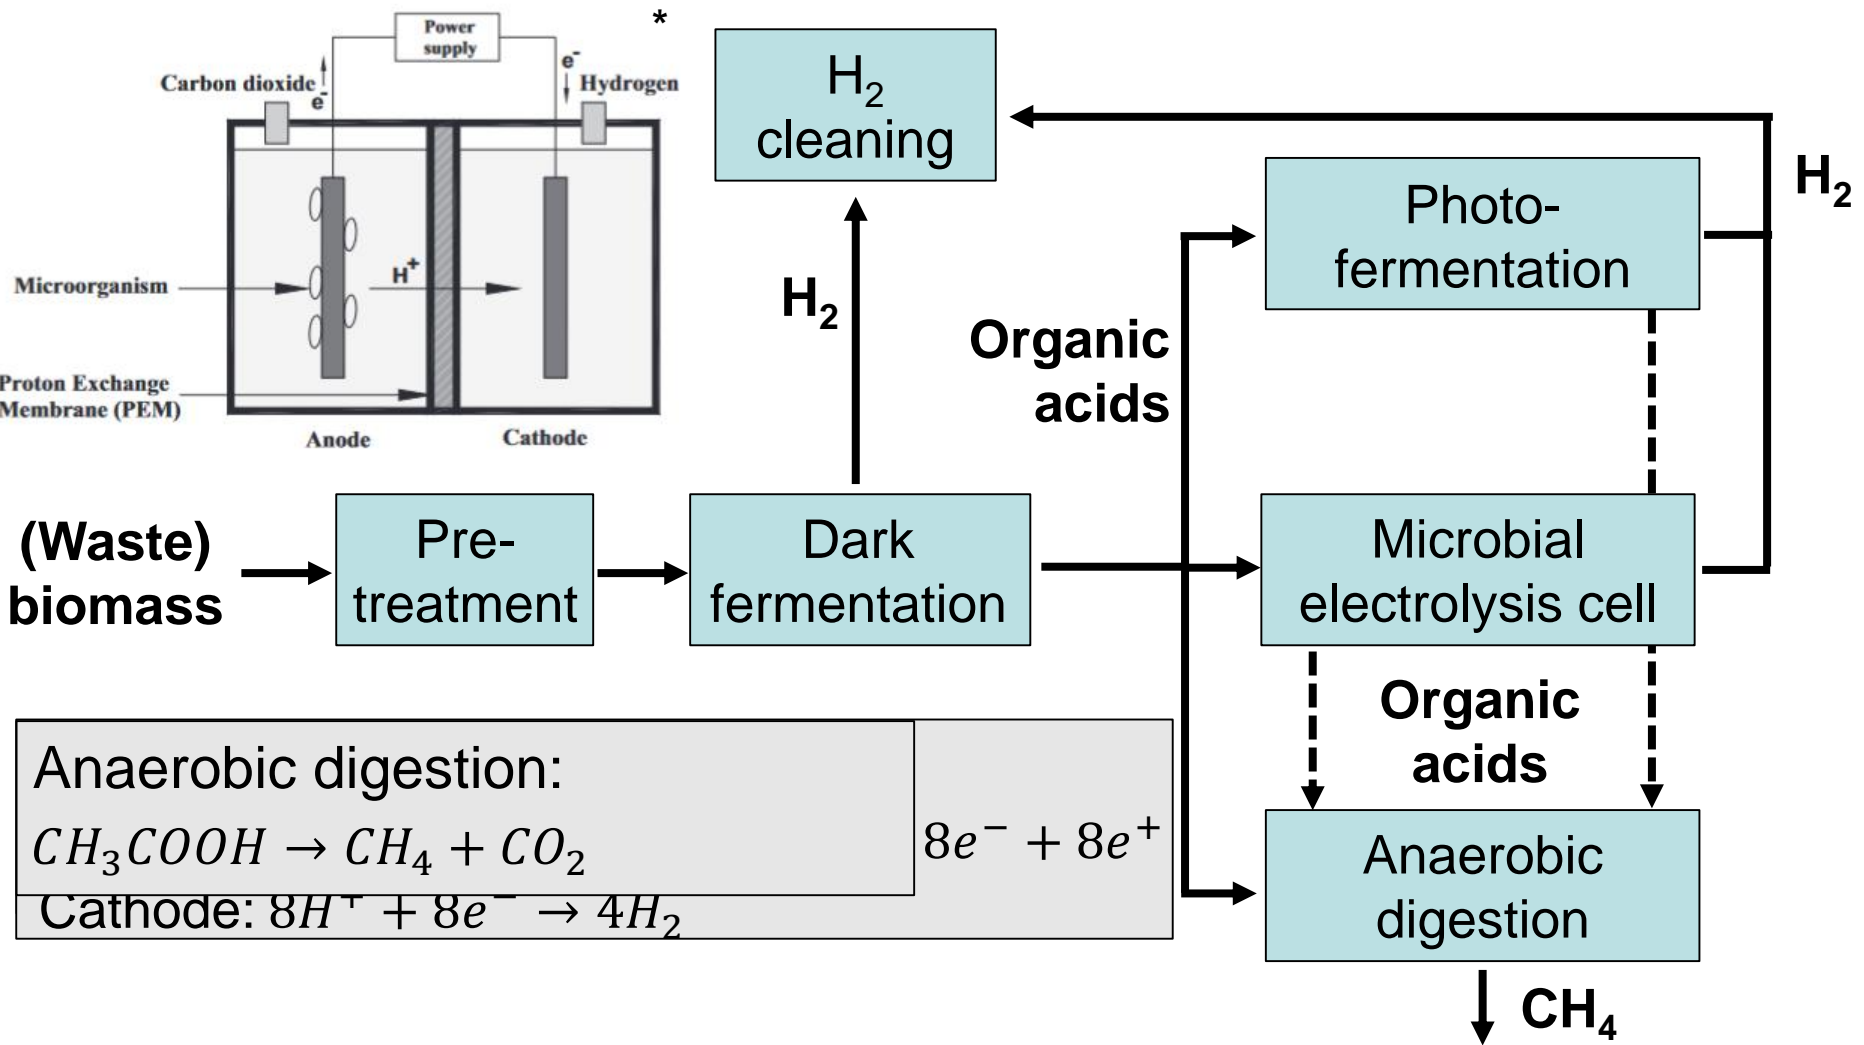 *
Power
supply
Carbon dioxide
e-
e-
Hydrogen
H+
Microorganism
Proton Exchange
Membrane (PEM)
Anode
Cathode
H2
cleaning
H2
Photo-
fermentation
H2
Organic
acids
(Waste)
biomass
Pre-
treatment
Dark
fermentation
Microbial
electrolysis cell
Organic
acids
Anaerobic digestion:
CH3COOH → CH4 + CO2
8e− + 8e+
Cathode: 8H+ + 8e− → 4H2
Anaerobic
digestion
CH4